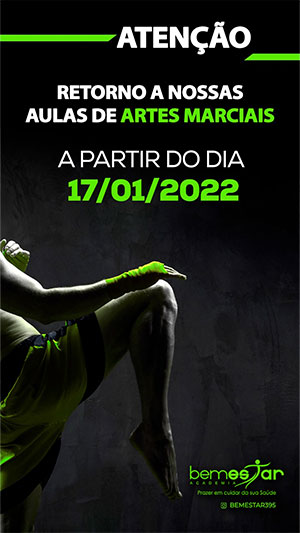 ATENÇÃO
RETORNO A NOSSAS
AULAS DE ARTES MARCIAIS
A PARTIR DO DIA
17/01/2022
bemestar
ACADEMIA
Prazer em cuidar da sua Saúde
BEMESTAR395